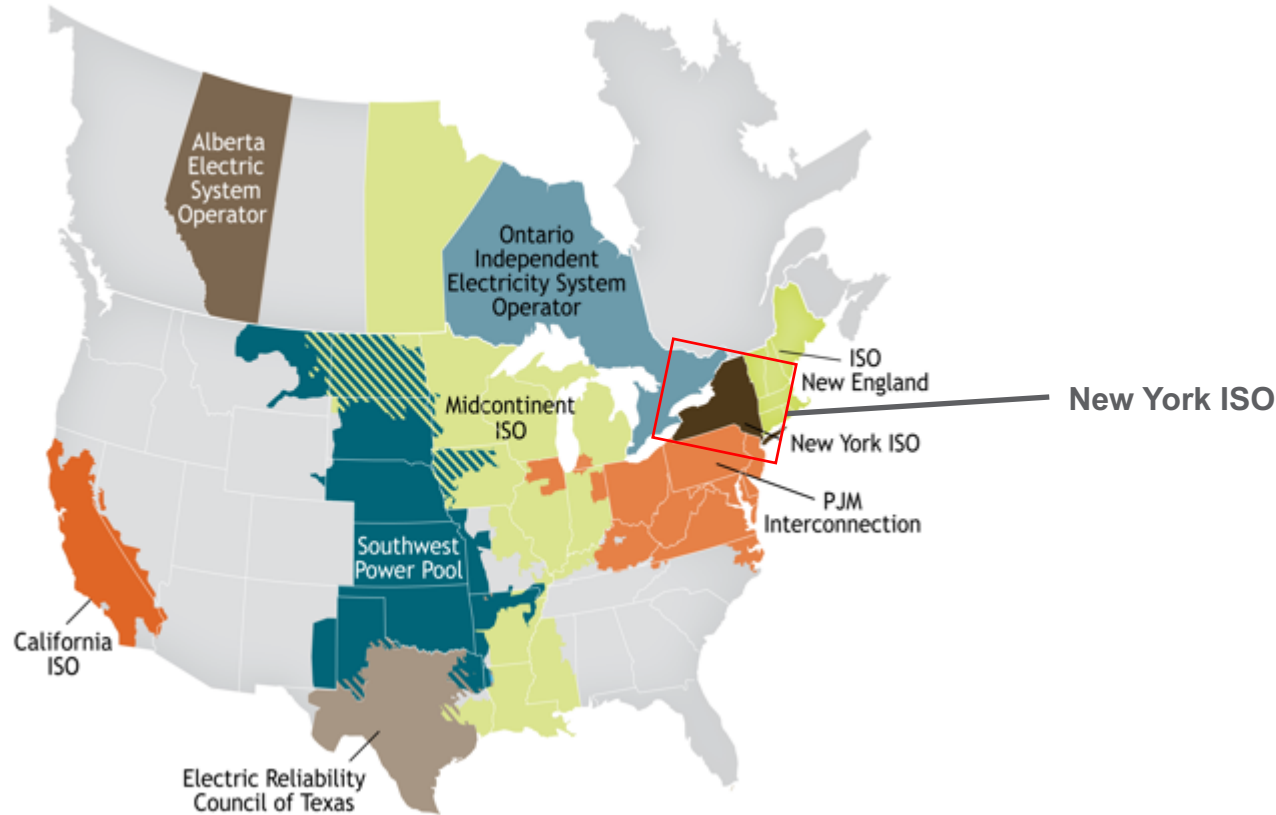 Alberta
Electric
System
Operator
Ontario
Independent
Electricity System
Operator
ISO
New England
New York ISO
Midcontinent
ISO
New York ISO
PJM
Interconnection
Southwest
Power Pool
California
ISO
Electric Reliability
Council of Texas